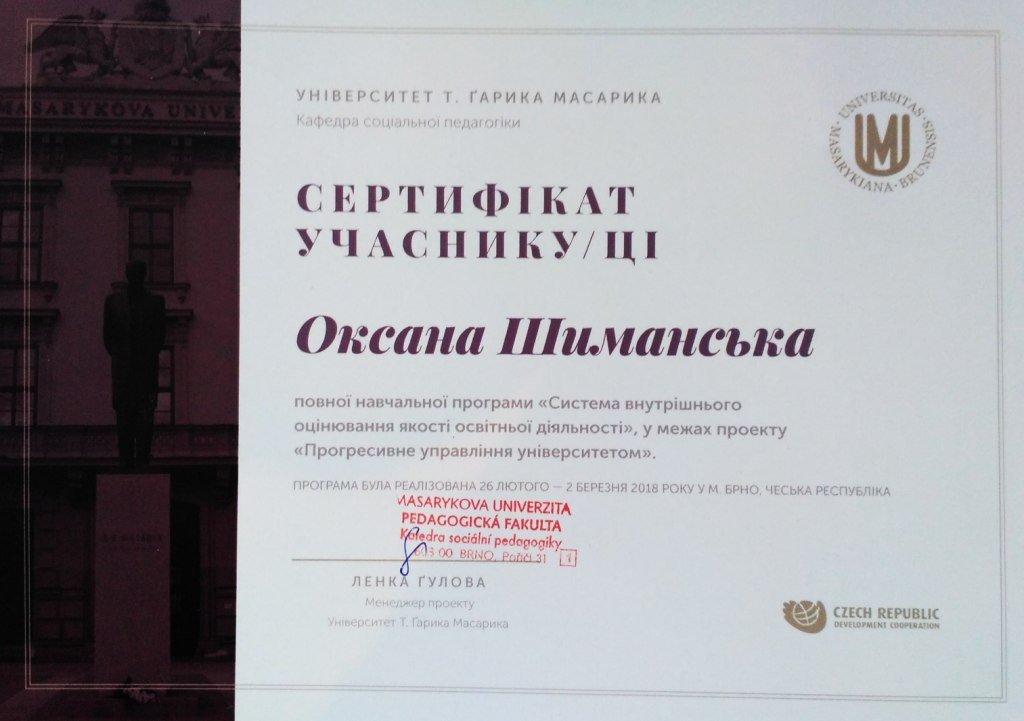 MASARYKOVA UNIVE
УНІВЕРСИТЕТ Т. ҐАРИКА МАСАРИКА
Кафедра соціальної педагогіки
UNIVERSITAS · MASARYKIANA · BRUNENSIS ·
MU
СЕРТИФІКАТ
УЧАСНИКУ/ЦІ
Оксана Шиманська
повної навчальної програми «Система внутрішнього
оцінювання якості освітньої діяльності», у межах проекту
«Прогресивне управління університетом».
ПРОГРАМА БУЛА РЕАЛІЗОВАНА 26 ЛЮТОГО — 2 БЕРЕЗНЯ 2018 РОКУ У М. БРНО, ЧЕСЬКА РЕСПУБЛІКА
MASARYKOVA UNIVERZITA
PEDAGOGICKÁ FAKULTA
Katedra sociální pedagogiky
603 00 BRNO, Poříčí 31 1
ЛЕНКА ҐУЛОВА
Менеджер проекту
Університет Т. Ґарика Масарика
CZECH REPUBLIC
DEVELOPMENT COOPERATION